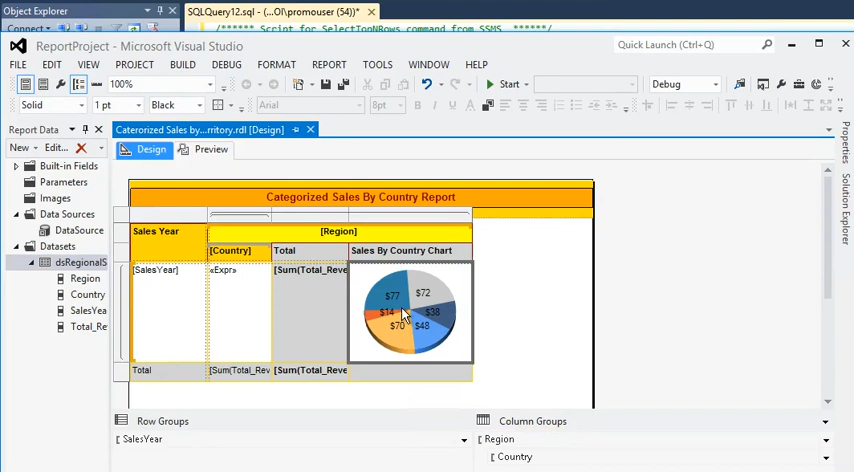 Object Explorer
SQLQuery12.sql - (...Ol\promouser (54))*
Connect
/****** Script for SelectTopNRows command from SSMS ******/
ReportProject - Microsoft Visual Studio
Quick Launch (Ctrl+Q)
FILE EDIT VIEW PROJECT BUILD DEBUG FORMAT REPORT TOOLS WINDOW HELP
100%
Start
Debug
Solid
1 pt
Black
Arial
8pt
B I U
Report Data
Caterorized Sales by...rritory.rdl [Design]
New
Edit...
Design
Preview
Built-in Fields
Parameters
Images
Data Sources
DataSource
Datasets
dsRegionalS
Region
Country
SalesYea
Total_Re
Categorized Sales By Country Report
Sales Year
[Region]
[Country]
Total
Sales By Country Chart
[SalesYear]
«Expr»
[Sum(Total_Reve
$77
$72
$14
$38
$70
$48
Total
[Sum(Total_Rev
[Sum(Total_Reve
Row Groups
Column Groups
[ SalesYear
[ Region
[ Country
Properties
Solution Explorer